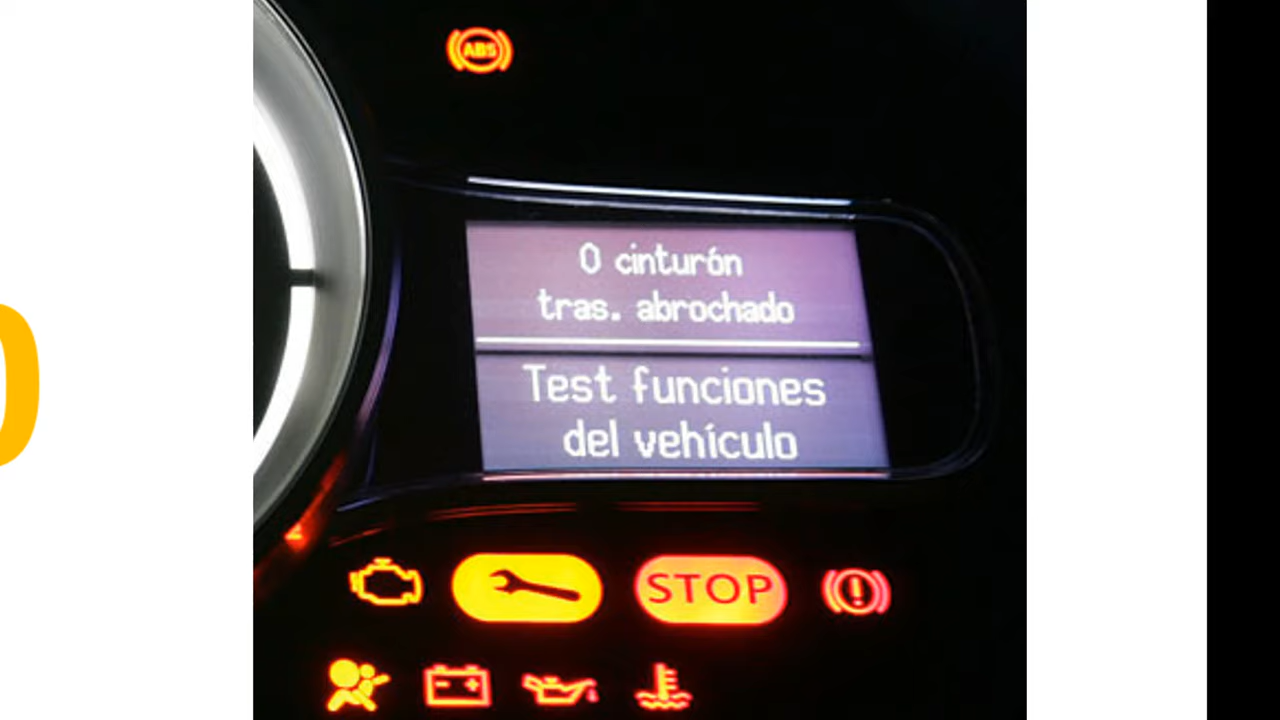 ABS
0 cinturón
tras. abrochado
Test funciones
del vehículo
STOP